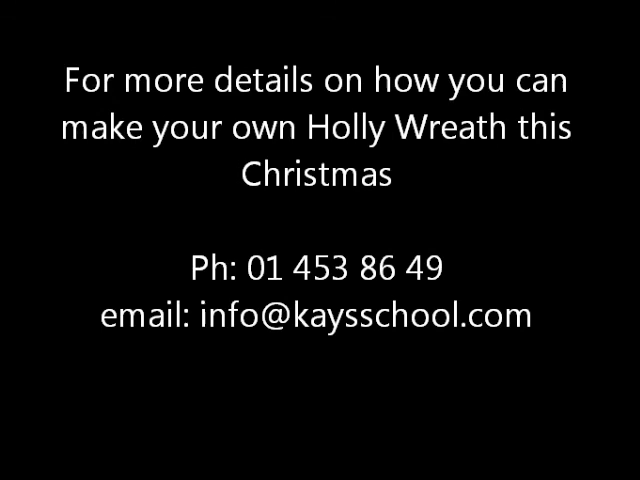 For more details on how you can
make your own Holly Wreath this
Christmas
Ph: 01 453 86 49
email: info@kaysschool.com